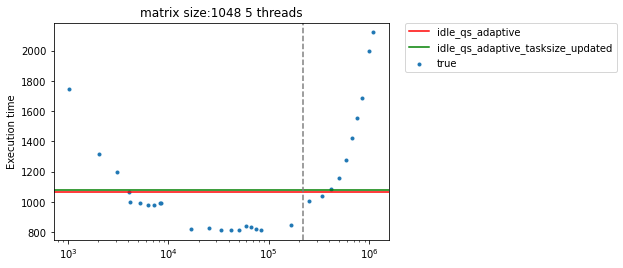 matrix size:1048 5 threads
idle_qs_adaptive
idle_qs_adaptive_tasksize_updated
true
Execution time
2000
1800
1600
1400
1200
1000
800
10³
10⁴
10⁵
10⁶